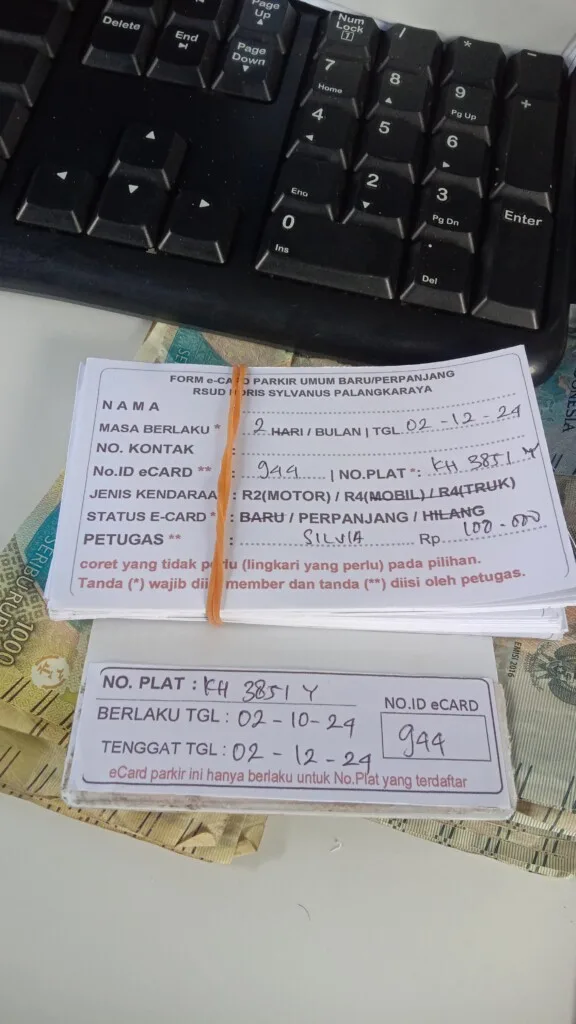 Page Up
Delete
End
Page Down
Num Lock
/
*
-
7 Home
8
9 Pg Up
+
4
5
6
End
2
3 Pg Dn
Enter
0 Ins
. Del
FORM e-CARD PARKIR UMUM BARU/PERPANJANG
RSUD DORIS SYLVANUS PALANGKARAYA
N A M A
MASA BERLAKU * : 2 HARI / BULAN | TGL. 02 - 12 - 24
NO. KONTAK :
No.ID eCARD ** : 944 | NO.PLAT *: KH 3851 Y
JENIS KENDARAA : R2(MOTOR) / R4(MOBIL) / R4(TRUK)
STATUS E-CARD * : BARU / PERPANJANG / HILANG
PETUGAS ** : SILVIA Rp 100-000
coret yang tidak perlu (lingkari yang perlu) pada pilihan.
Tanda (*) wajib diisi member dan tanda (**) diisi oleh petugas.
1000
SERIBU RUPIAH
EMISI 2016
NO. PLAT : KH 3851 Y
BERLAKU TGL : 02 - 10 - 24
TENGGAT TGL : 02 - 12 - 24
NO.ID eCARD
944
eCard parkir ini hanya berlaku untuk No.Plat yang terdaftar